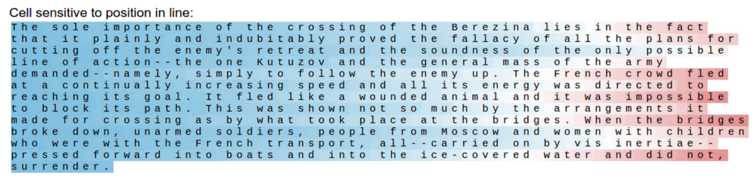 Cell sensitive to position in line:
The sole importance of the crossing of the Berezina lies in the fact
that it plainly and indubitably proved the fallacy of all the plans for
cutting off the enemy's retreat and the soundness of the only possible
line of action--the one Kutuzov and the general mass of the army
demanded--namely, simply to follow the enemy up. The French crowd fled
at a continually increasing speed and all its energy was directed to
reaching its goal. It fled like a wounded animal and it was impossible
to block its path. This was shown not so much by the arrangements it
made for crossing as by what took place at the bridges. When the bridges
broke down, unarmed soldiers, people from Moscow and women with children
who were with the French transport, all--carried on by vis inertiae--
pressed forward into boats and into the ice-covered water and did not,
surrender.